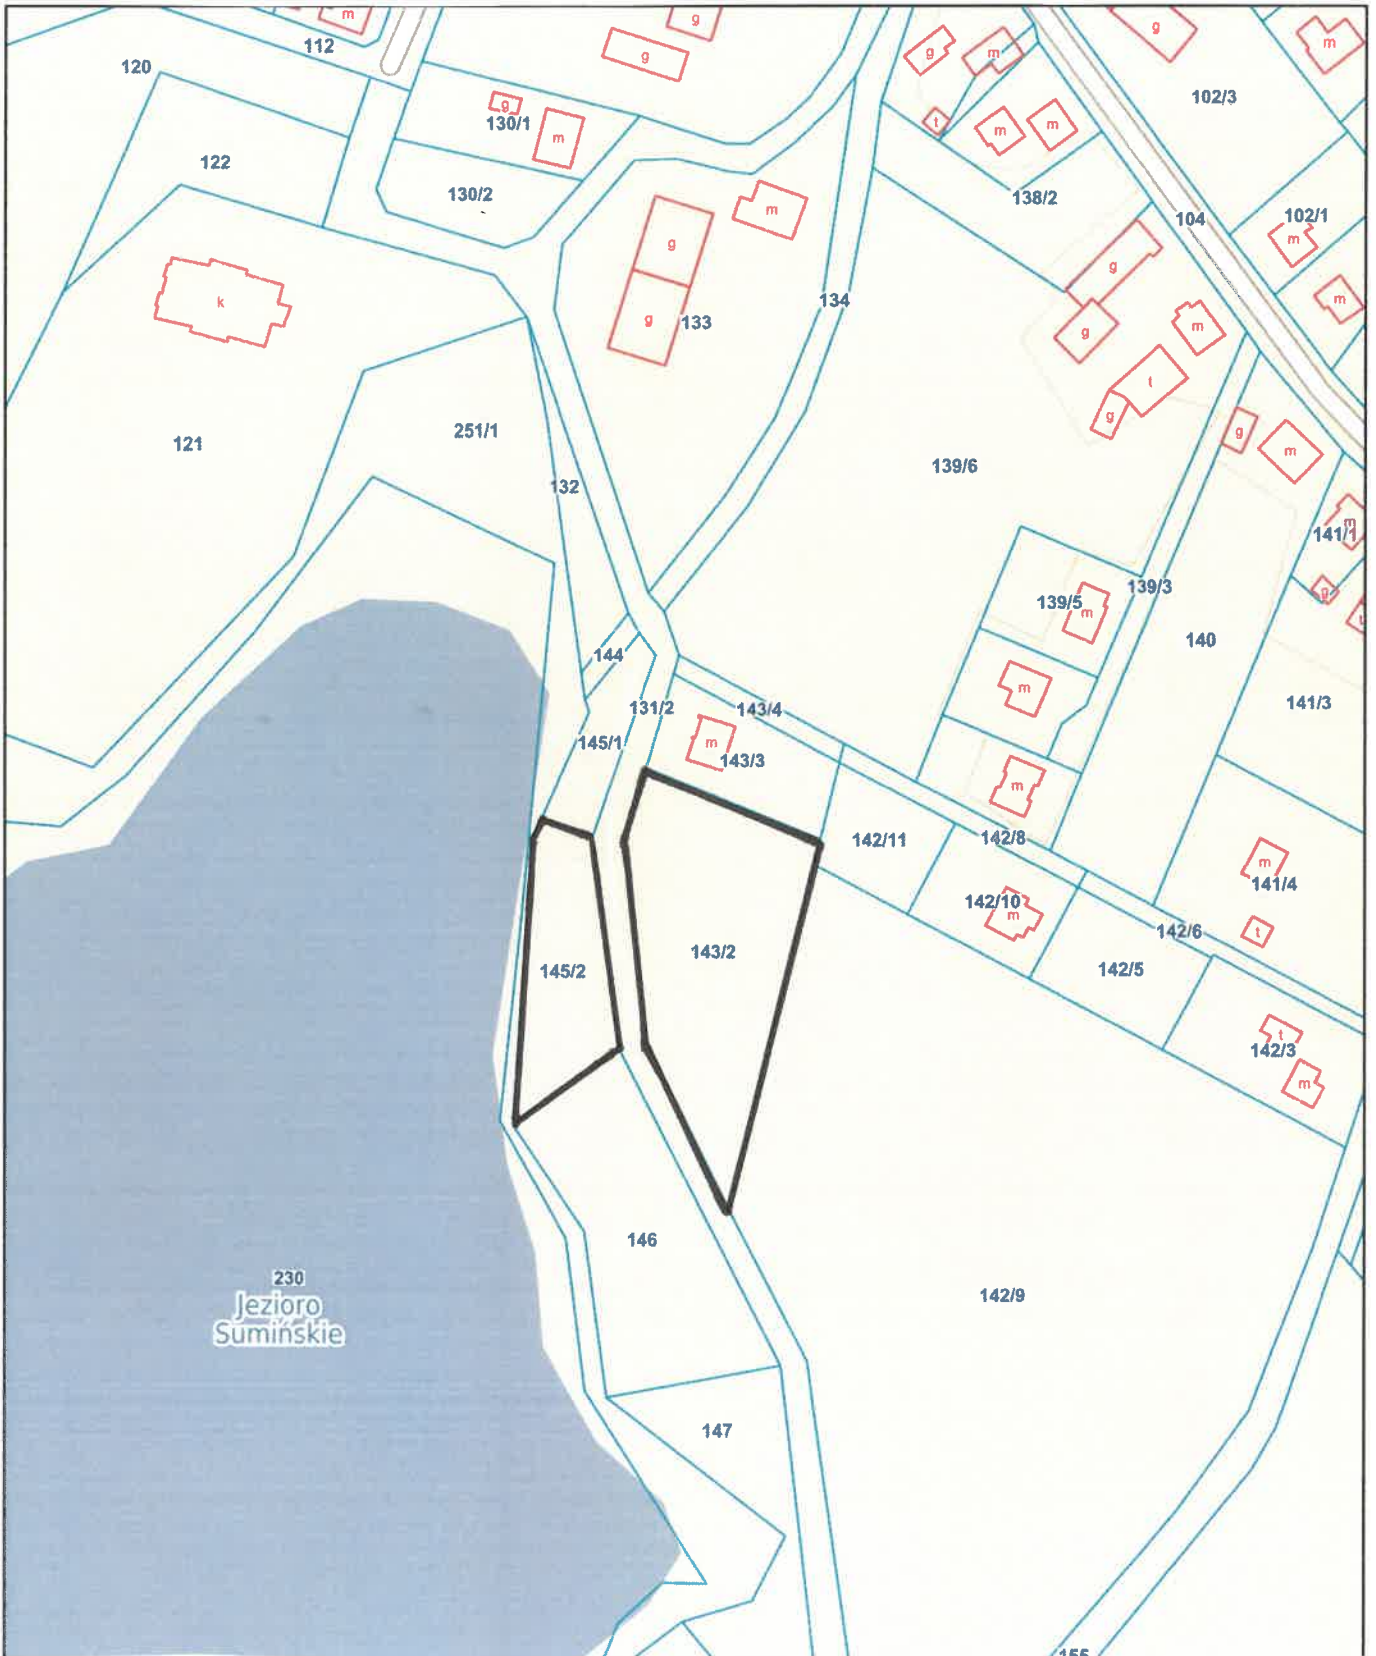 m
g
g
m
112
120
g
m
102/3
g
130/1
m
t
m
m
122
130/2
138/2
m
104
102/1
g
m
g
k
134
m
g
133
g
m
t
g
251/1
121
g
m
139/6
132
m
141/1
139/3
g
139/5
m
140
144
m
131/2
143/4
141/3
145/1
m
143/3
m
142/11
142/8
m
141/4
142/10
m
142/6
t
143/2
145/2
142/5
t
142/3
m
146
230
Jezioro
Sumińskie
142/9
147
155